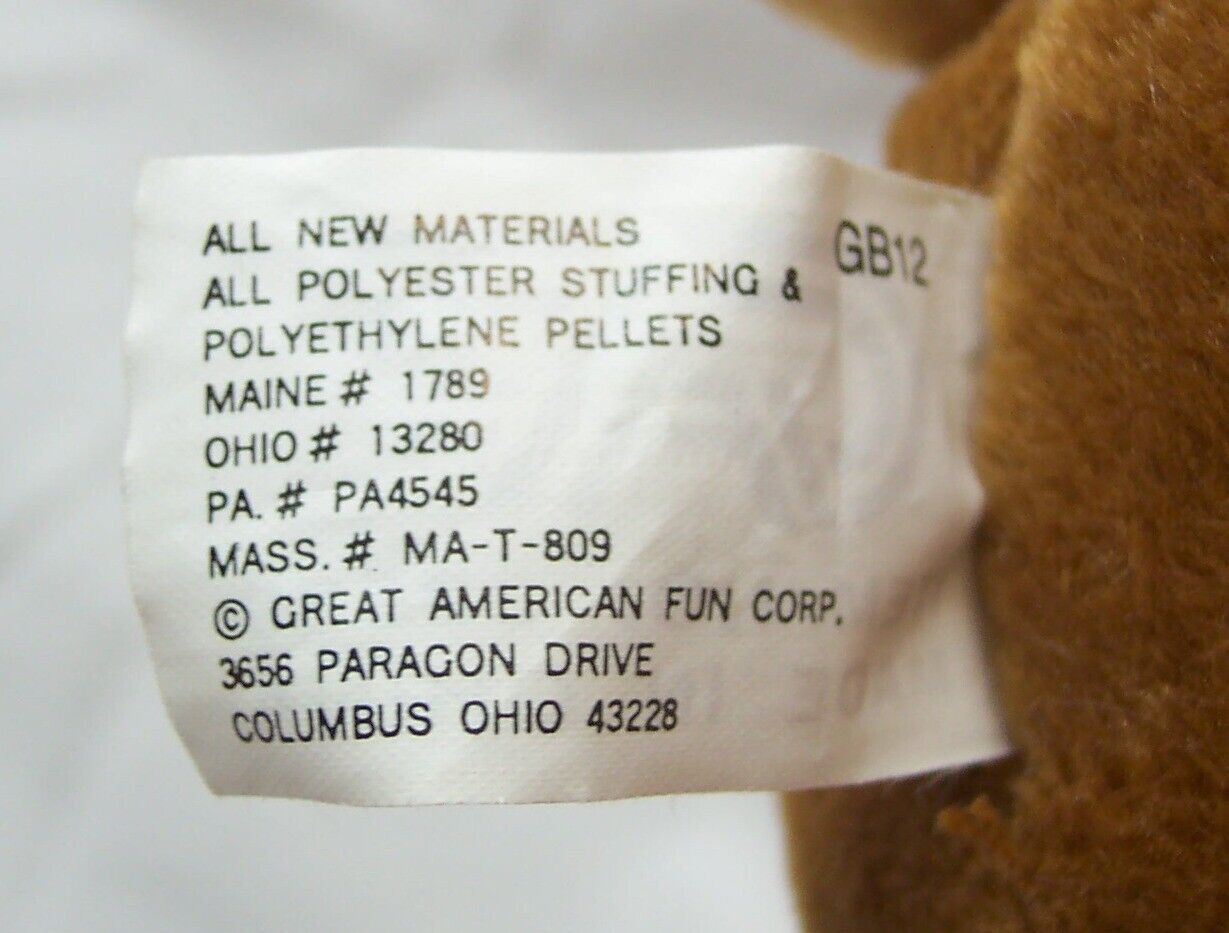 ALL NEW MATERIALS
ALL POLYESTER STUFFING &
POLYETHYLENE PELLETS
MAINE # 1789
OHIO # 13280
PA. # PA4545
MASS. # MA-T-809
© GREAT AMERICAN FUN CORP.
3656 PARAGON DRIVE
COLUMBUS OHIO 43228
GB12